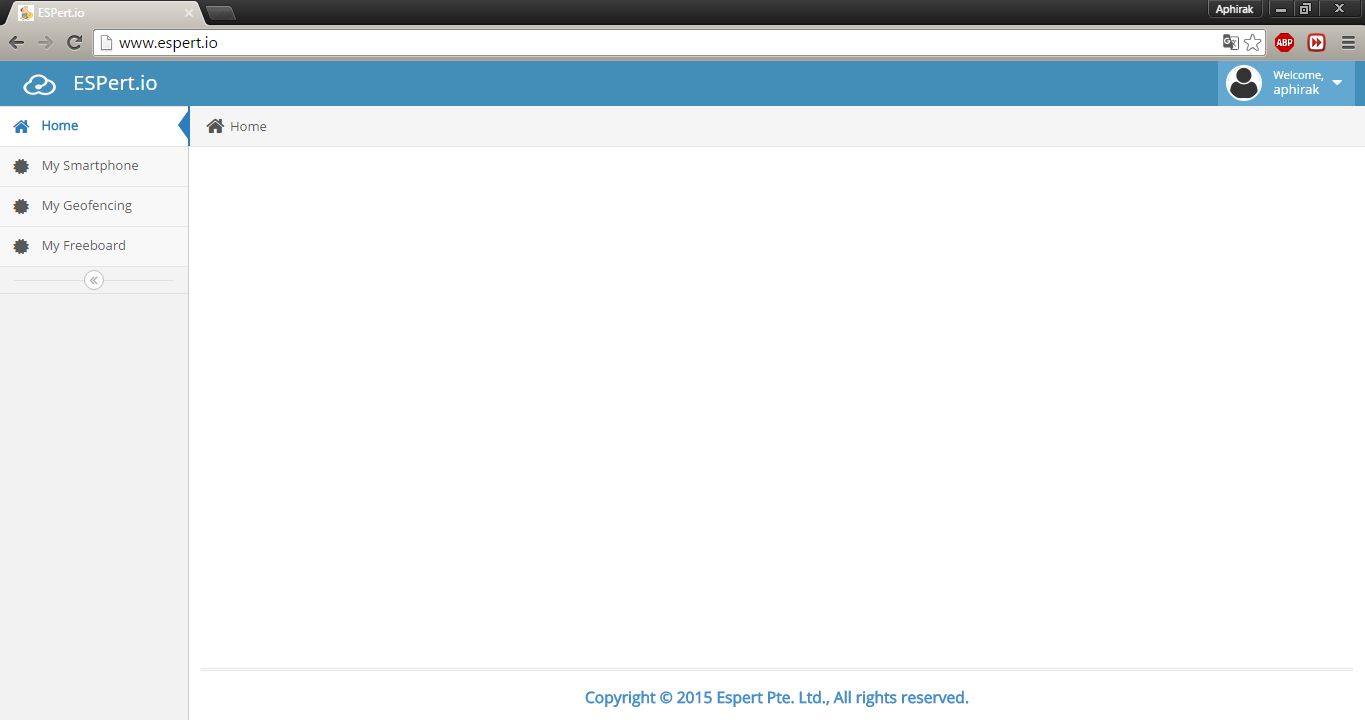 ESPert.io
Aphirak
www.espert.io
ABP
ESPert.io
Welcome,
aphirak
Home
My Smartphone
My Geofencing
My Freeboard
Home
Copyright © 2015 Espert Pte. Ltd., All rights reserved.